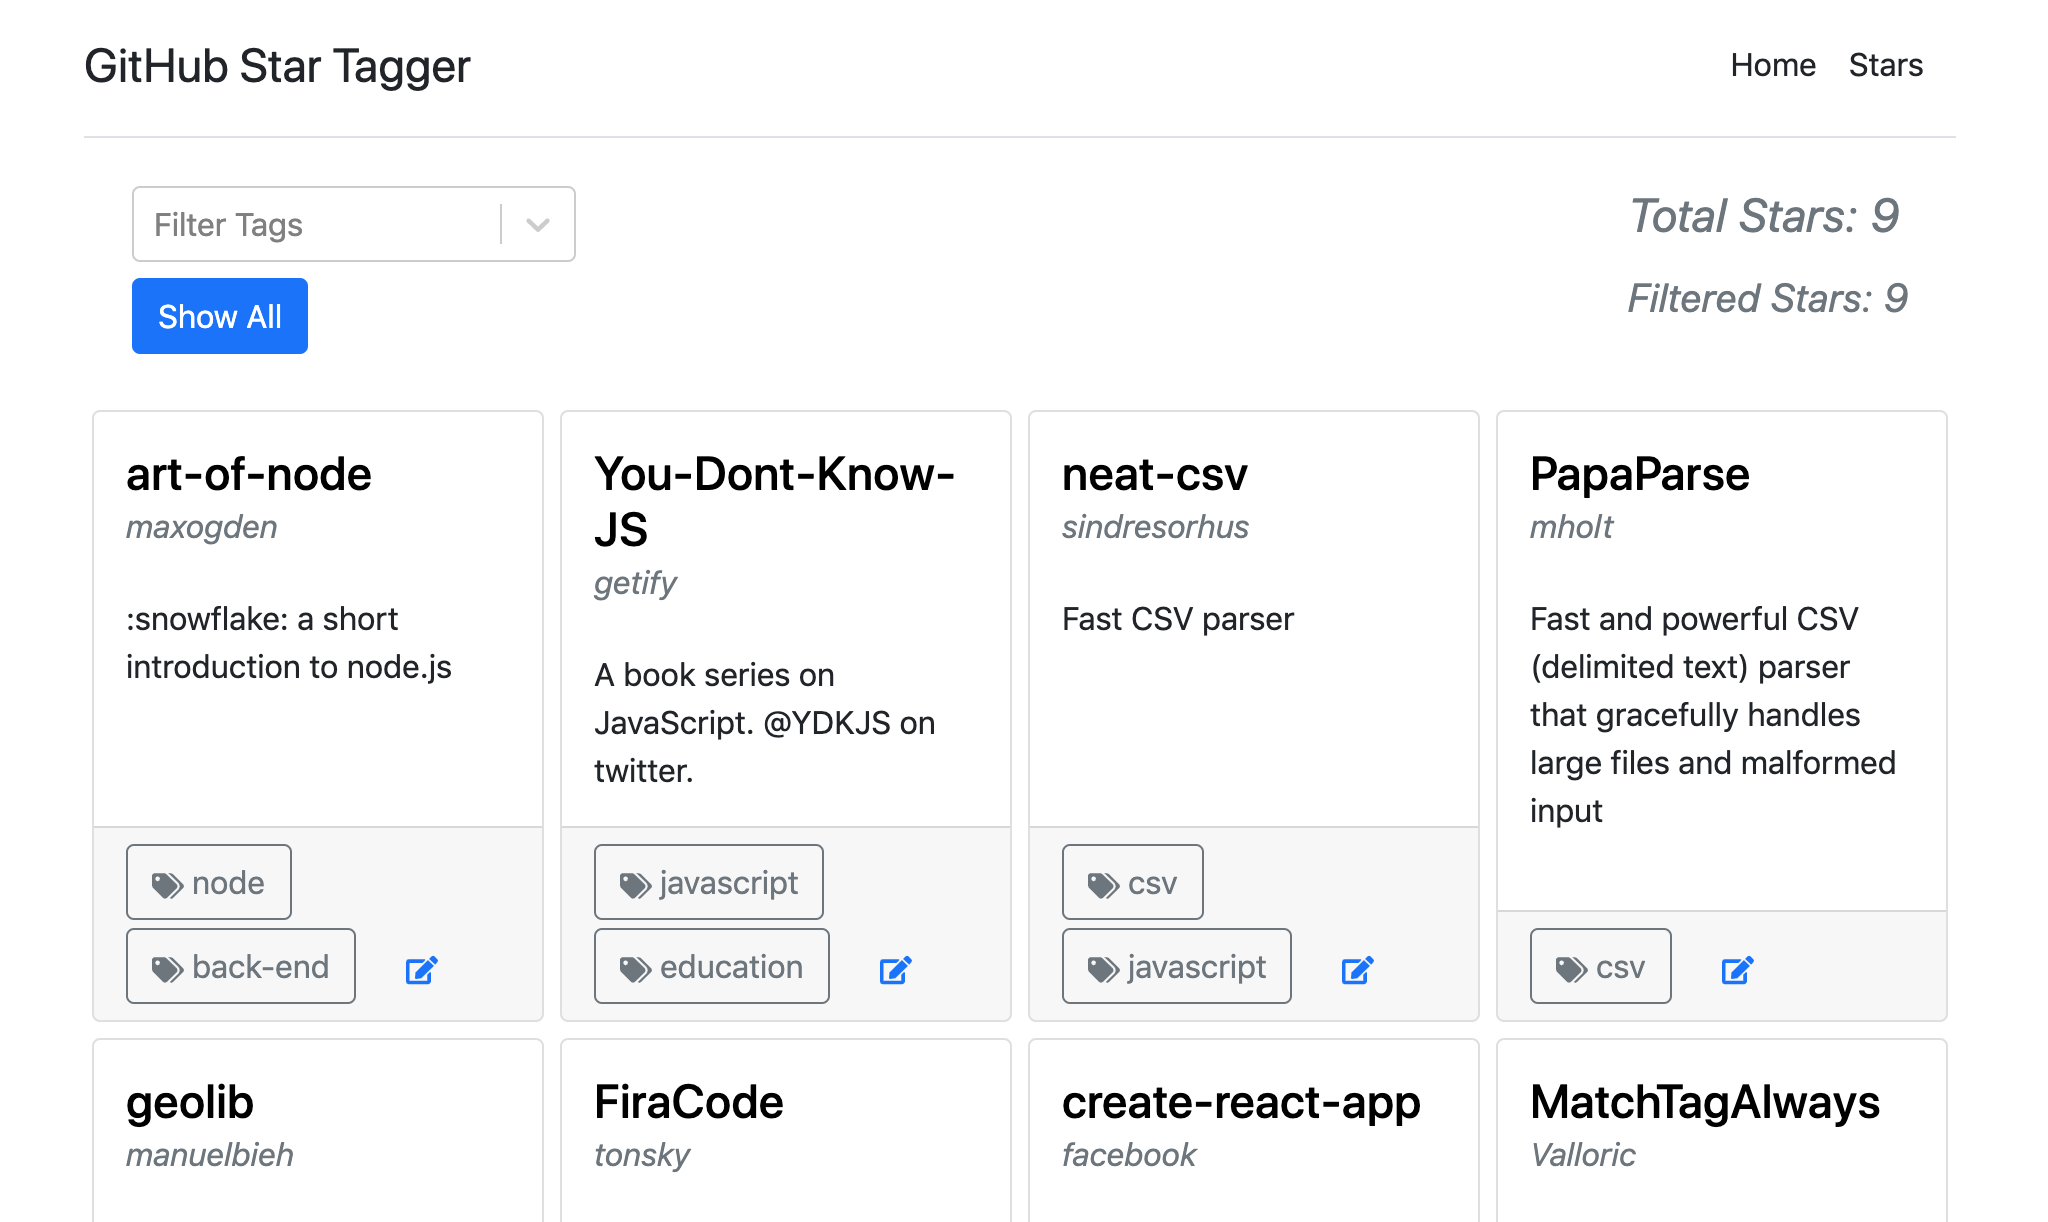 GitHub Star Tagger
Home Stars
Filter Tags
Show All
Total Stars: 9
Filtered Stars: 9
art-of-node
maxogden
:snowflake: a short
introduction to node.js
node
back-end
You-Dont-Know-
JS
getify
A book series on
JavaScript. @YDKJS on
twitter.
javascript
education
neat-csv
sindresorhus
Fast CSV parser
csv
javascript
PapaParse
mholt
Fast and powerful CSV
(delimited text) parser
that gracefully handles
large files and malformed
input
csv
geolib
manuelbieh
FiraCode
tonsky
create-react-app
facebook
MatchTagAlways
Valloric